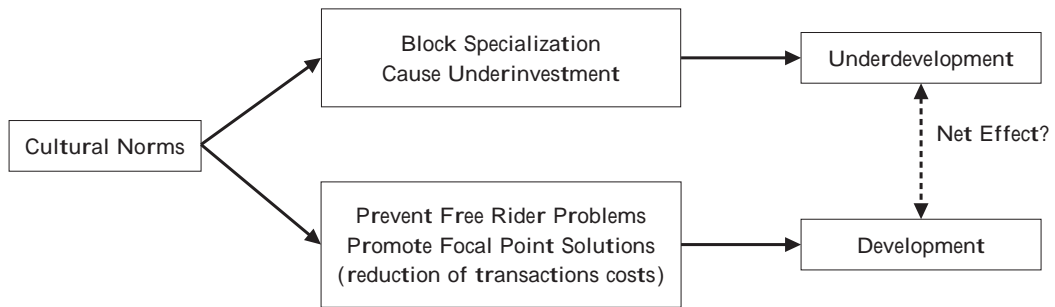 Block Specialization
Cause Underinvestment
Underdevelopment
Net Effect?
Cultural Norms
Prevent Free Rider Problems
Promote Focal Point Solutions
(reduction of transactions costs)
Development